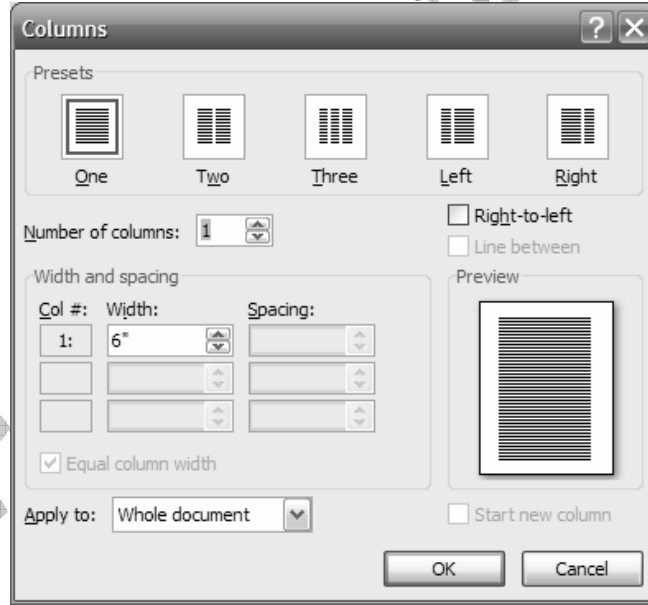 Columns
Presets
One Two Three Left Right
Number of columns: 1
Right-to-left
Line between
Width and spacing
Col #: Width: Spacing:
1: 6"
Equal column width
Preview
Apply to: Whole document
Start new column
OK Cancel